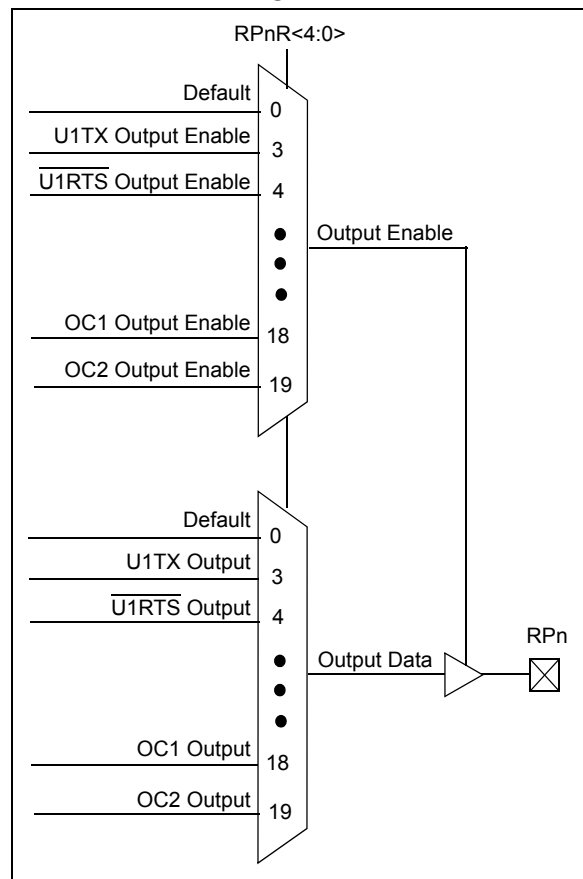 RPnR<4:0>
Default
0
U1TX Output Enable
3
U̅1̅R̅T̅S̅ Output Enable
4
Output Enable
OC1 Output Enable
18
OC2 Output Enable
19
Default
0
U1TX Output
3
U̅1̅R̅T̅S̅ Output
4
RPn
Output Data
OC1 Output
18
OC2 Output
19